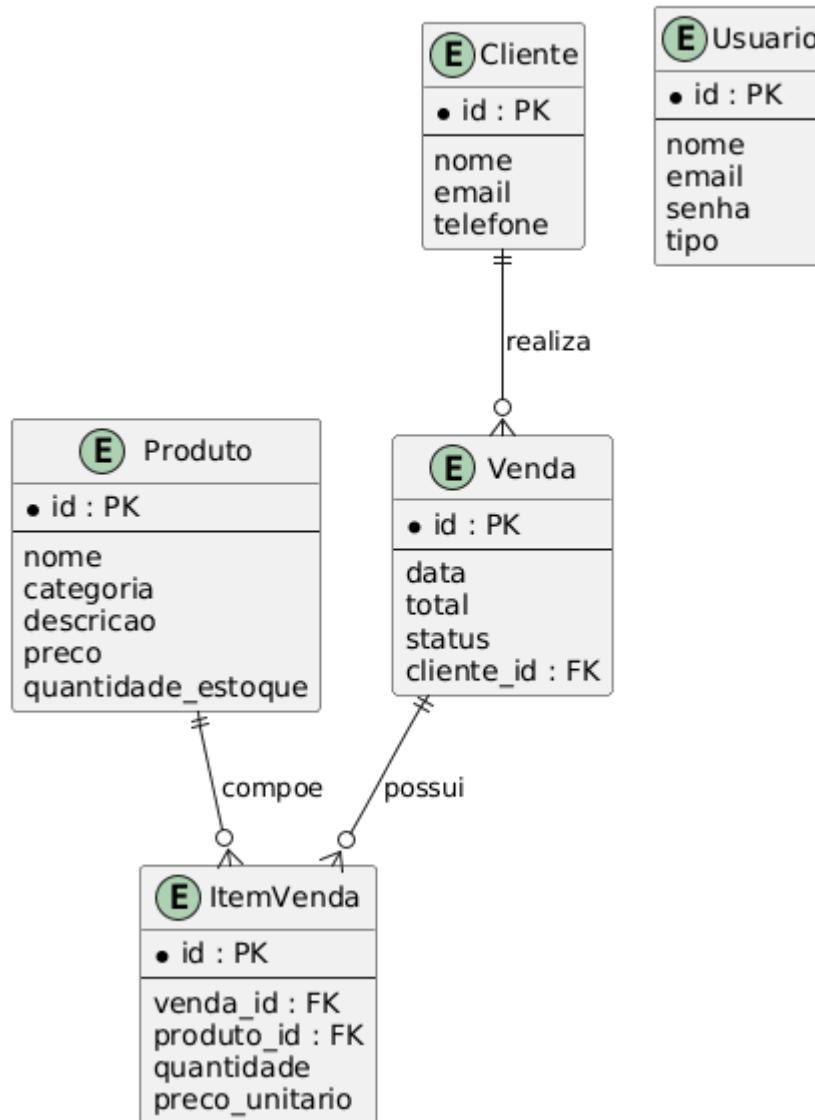 E Cliente
id : PK
nome
email
telefone
E Usuario
id : PK
nome
email
senha
tipo
realiza
E Produto
id : PK
nome
categoria
descricao
preco
quantidade_estoque
E Venda
id : PK
data
total
status
cliente_id : FK
compoe
possui
E ItemVenda
id : PK
venda_id : FK
produto_id : FK
quantidade
preco_unitario